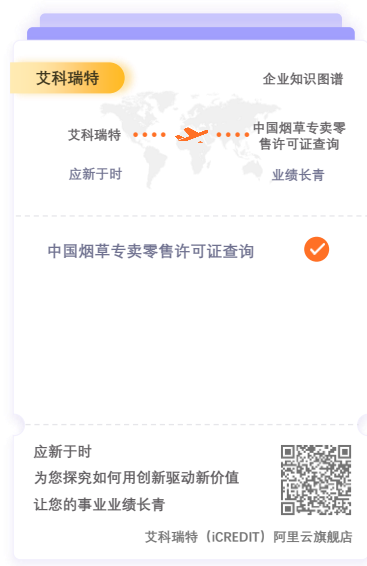 艾科瑞特
企业知识图谱
艾科瑞特
中国烟草专卖零
售许可证查询
应新于时
业绩长青
中国烟草专卖零售许可证查询
应新于时
为您探究如何用创新驱动新价值
让您的事业业绩长青
艾科瑞特（iCREDIT）阿里云旗舰店